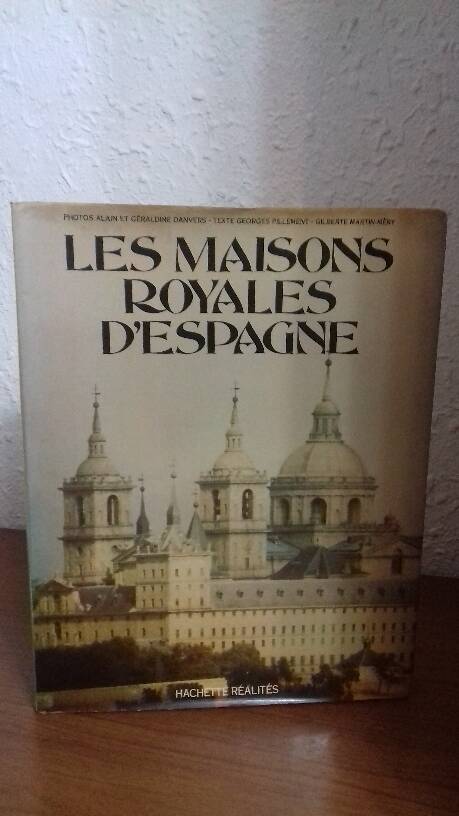 PHOTOS ALAIN ET GÉRALDINE DANVERS - TEXTE GEORGES PILLEMENT - GILBERTE MARTIN-MÉRY
LES MAISONS
ROYALES
D'ESPAGNE
HACHETTE RÉALITÉS